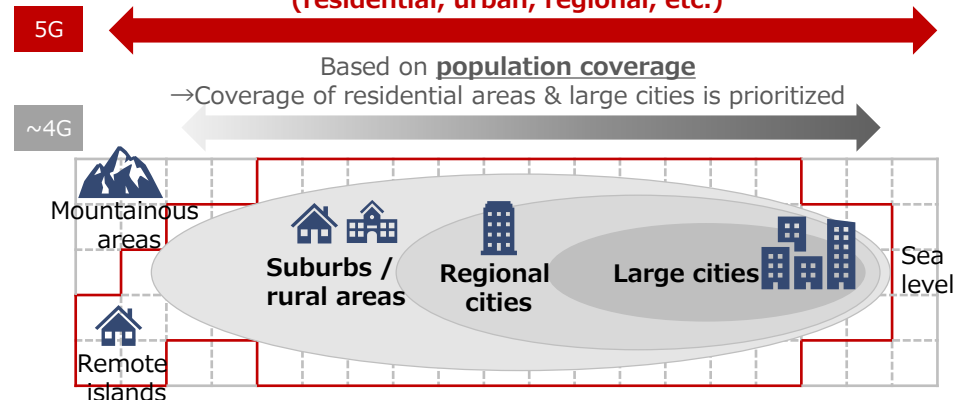 (residential, urban, regional, etc.)
5G
Based on population coverage
→Coverage of residential areas & large cities is prioritized
~4G
Mountainous
areas
Suburbs /
rural areas
Regional
cities
Large cities
Sea
level
Remote
islands